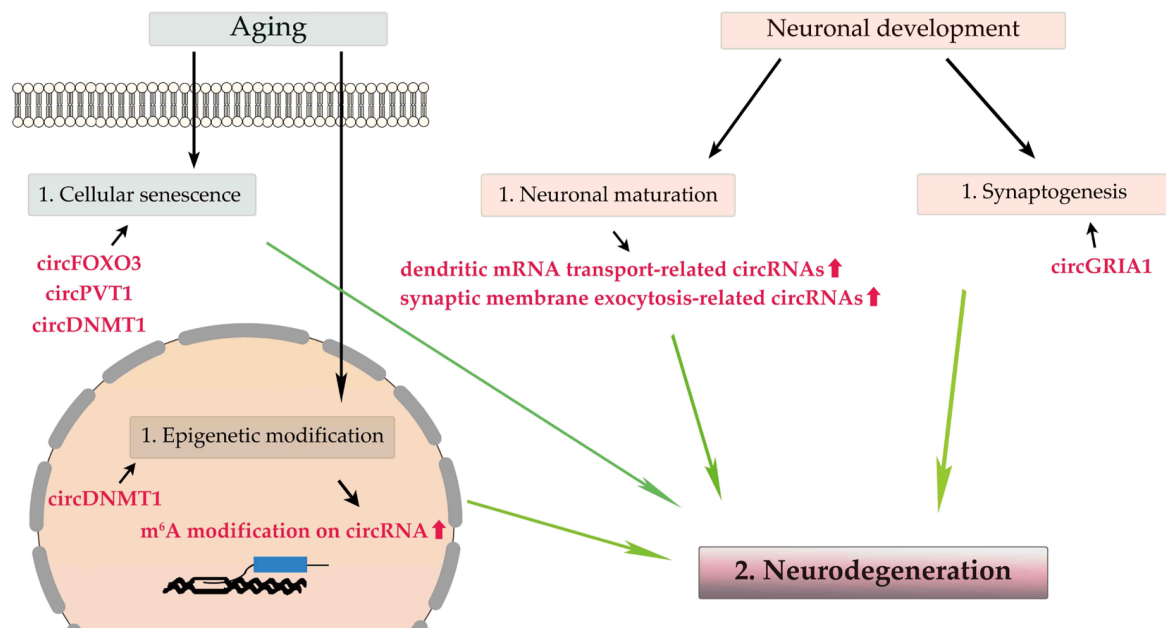 Aging
Neuronal development
1. Cellular senescence
1. Neuronal maturation
1. Synaptogenesis
circFOXO3
circPVT1
circDNMT1
dendritic mRNA transport-related circRNAs
synaptic membrane exocytosis-related circRNAs
circGRIA1
1. Epigenetic modification
circDNMT1
m⁶A modification on circRNA
2. Neurodegeneration